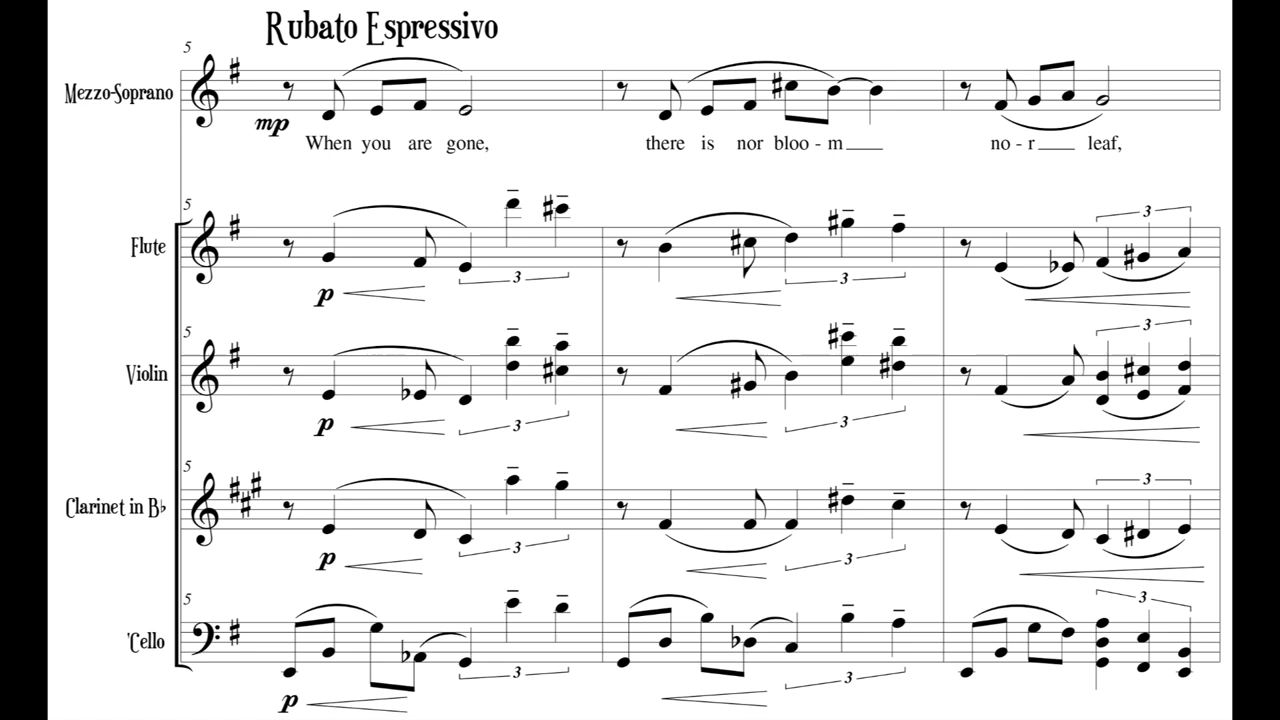 Rubato Espressivo
5
Mezzo-Soprano
mp
When you are gone, there is nor bloo - m no - r leaf,
5
Flute
3 3 3
p
5
Violin
3 3 3
p
5
Clarinet in B♭
3 3 3
p
5
'Cello
3 3 3
p